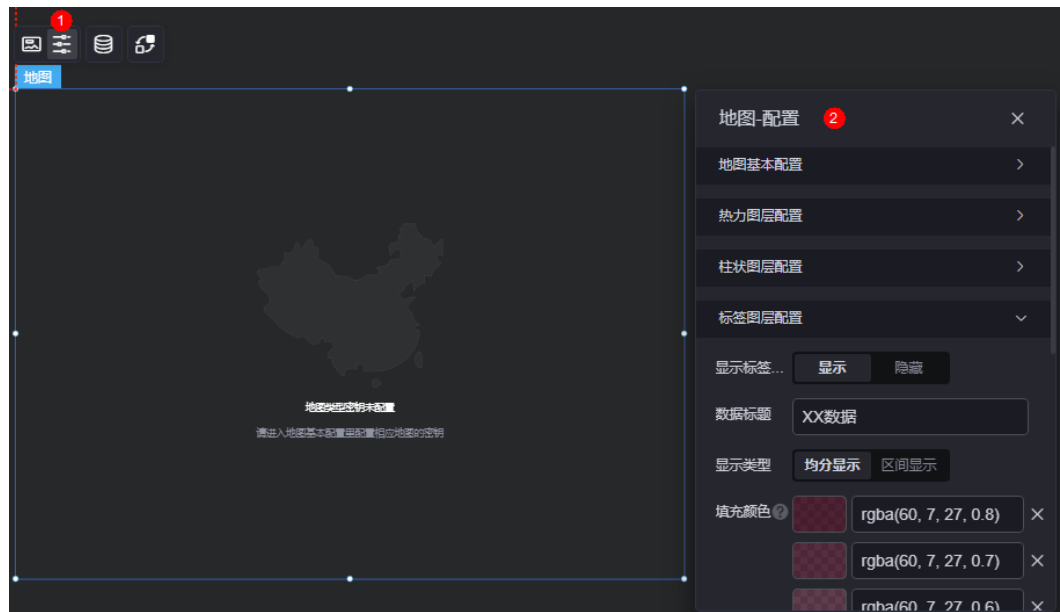 1
地图
地图-配置 2
地图基本配置
热力图层配置
柱状图层配置
标签图层配置
显示标签... 显示 隐藏
数据标题 XX数据
显示类型 均分显示 区间显示
填充颜色 ? rgba(60, 7, 27, 0.8)
rgba(60, 7, 27, 0.7)
rgba(60, 7, 27, 0.6)
地图类型密钥未配置
请进入地图基本配置里配置相应地图的密钥